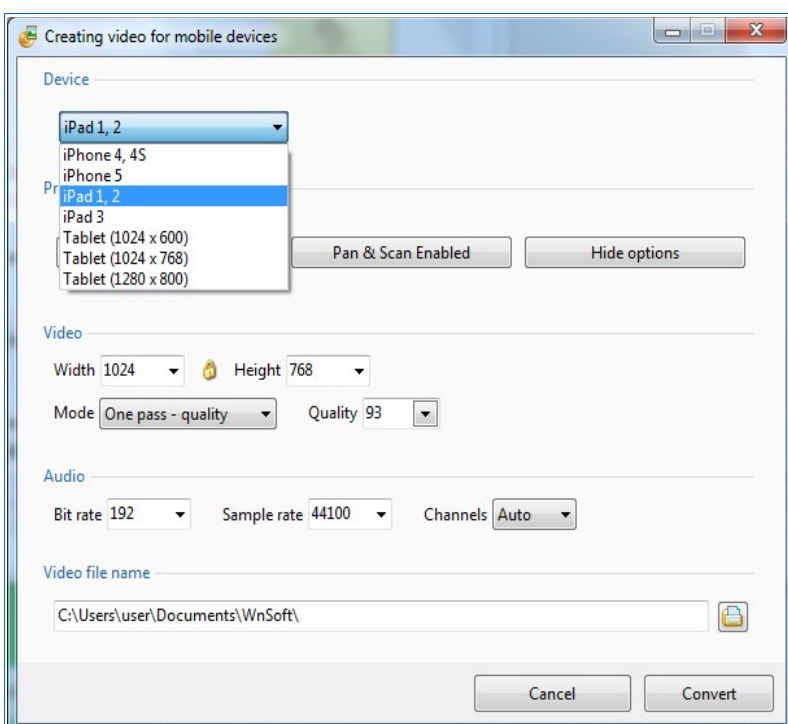 Creating video for mobile devices
Device
iPad 1, 2
iPhone 4, 4S
iPhone 5
Pr
iPad 1, 2
iPad 3
Tablet (1024 x 600)
Tablet (1024 x 768)
Tablet (1280 x 800)
Pan & Scan Enabled Hide options
Video
Width 1024 Height 768
Mode One pass - quality Quality 93
Audio
Bit rate 192 Sample rate 44100 Channels Auto
Video file name
C:\Users\user\Documents\WnSoft\
Cancel Convert